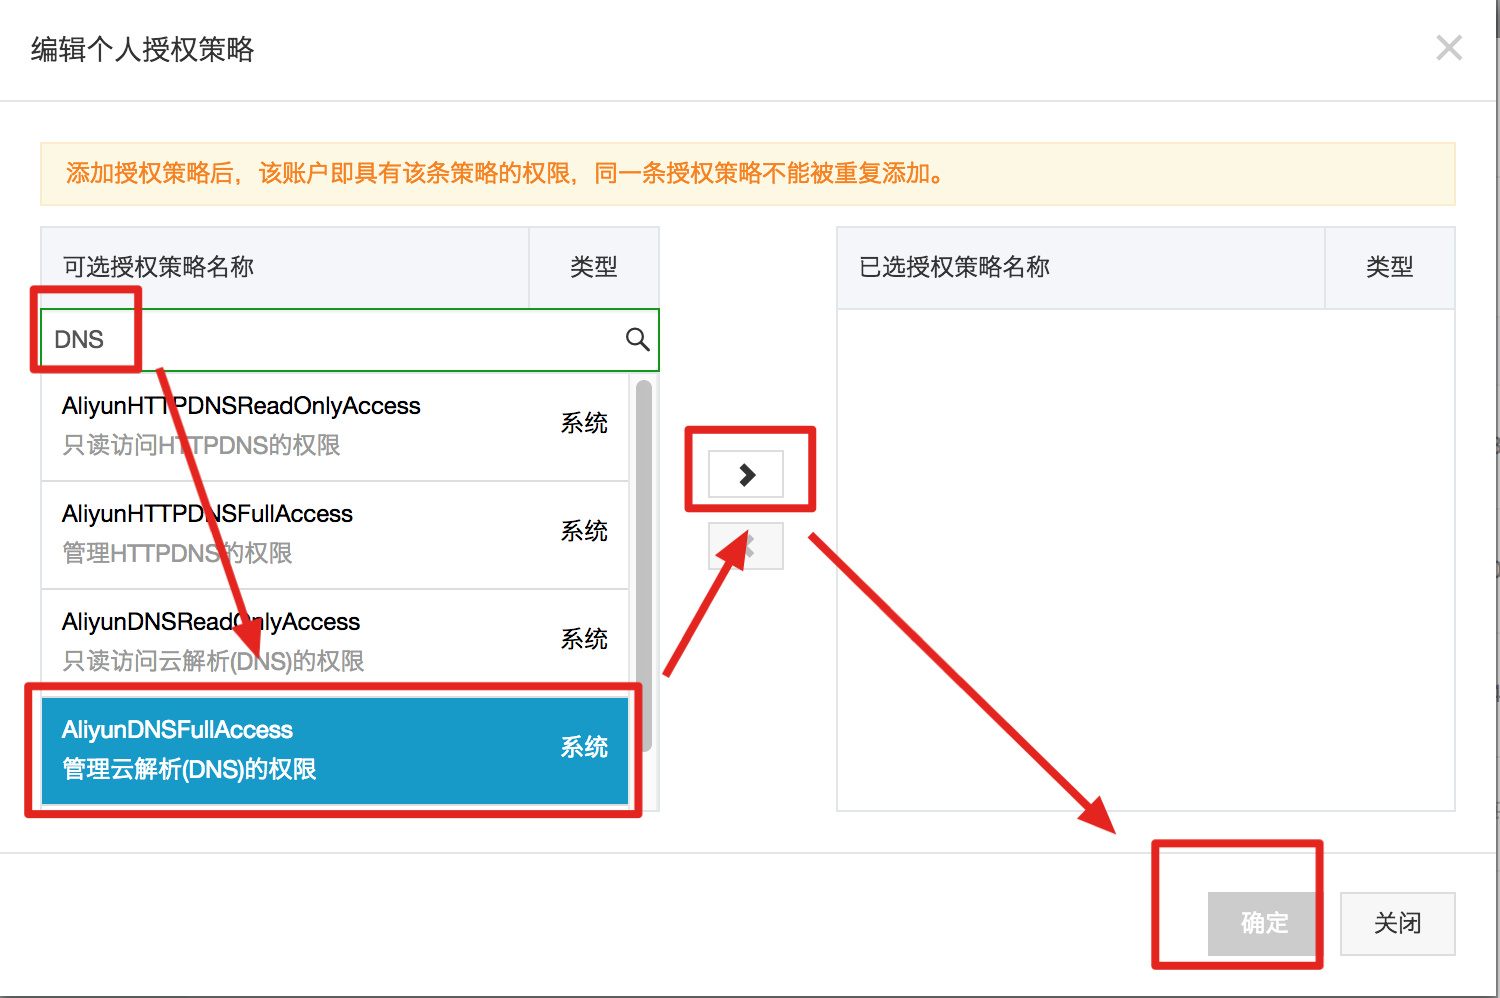 编辑个人授权策略
添加授权策略后，该账户即具有该条策略的权限，同一条授权策略不能被重复添加。
可选授权策略名称 类型
DNS
AliyunHTTPDNSReadOnlyAccess
只读访问HTTPDNS的权限
系统
AliyunHTTPDNSFullAccess
管理HTTPDNS的权限
系统
AliyunDNSReadOnlyAccess
只读访问云解析(DNS)的权限
系统
AliyunDNSFullAccess
管理云解析(DNS)的权限
系统
已选授权策略名称 类型
确定 关闭